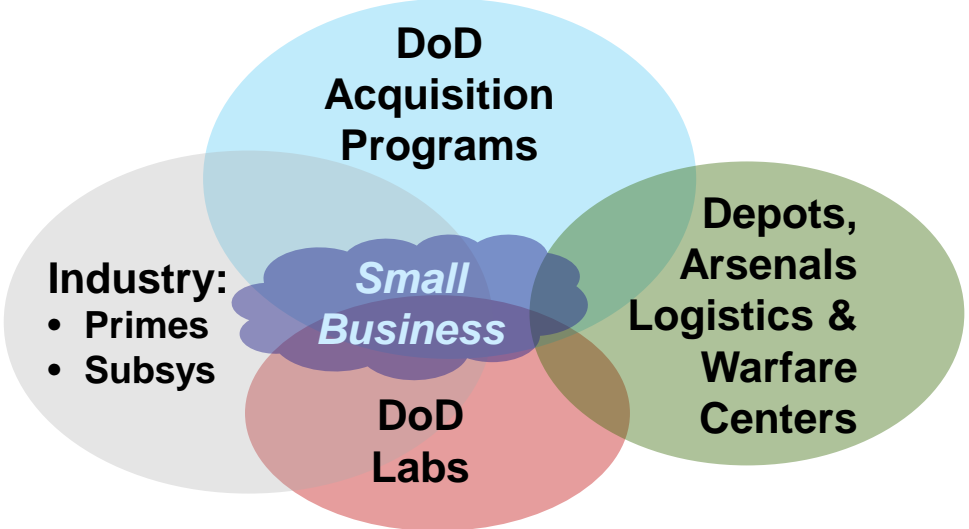 DoD
Acquisition
Programs
Industry:
• Primes
• Subsys
Small
Business
Depots,
Arsenals
Logistics &
Warfare
Centers
DoD
Labs